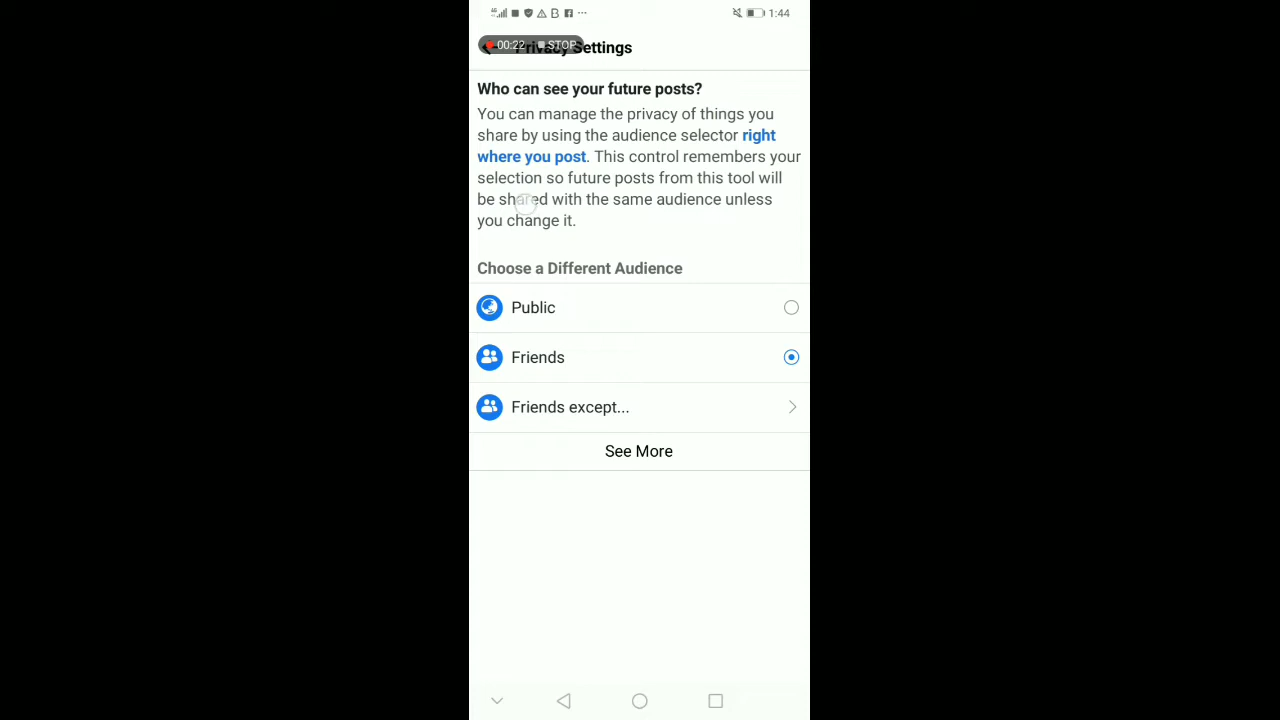 1:44
00:22 STOP
Privacy Settings
Who can see your future posts?
You can manage the privacy of things you
share by using the audience selector right
where you post. This control remembers your
selection so future posts from this tool will
be shared with the same audience unless
you change it.
Choose a Different Audience
Public
Friends
Friends except...
See More